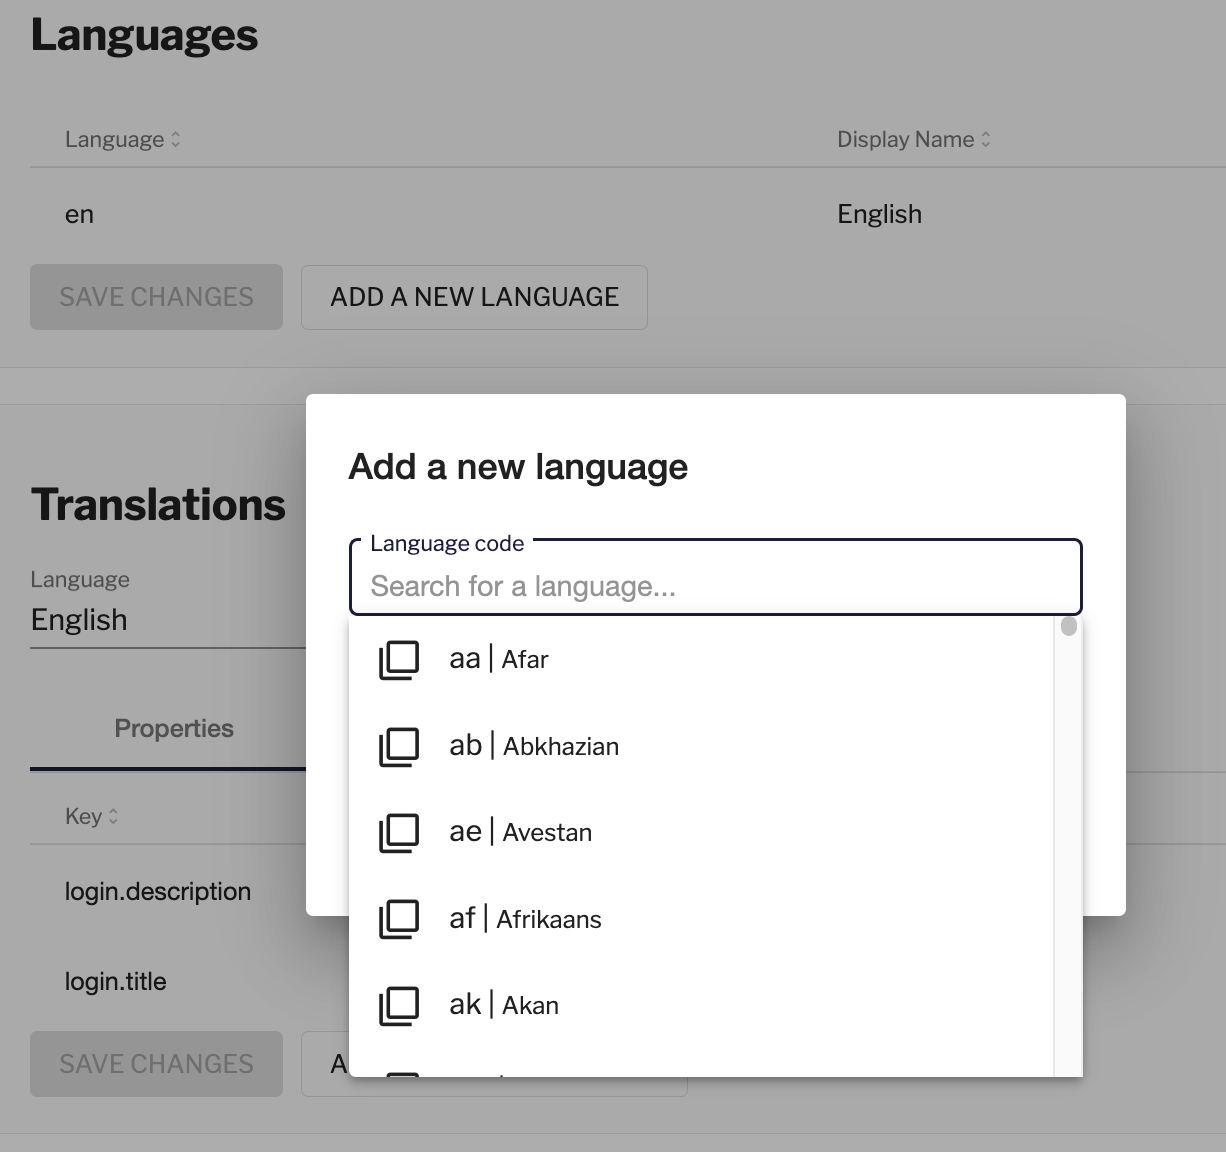 Languages
Language Display Name
en English
SAVE CHANGES ADD A NEW LANGUAGE
Add a new language
Language code
Search for a language...
aa | Afar
ab | Abkhazian
ae | Avestan
af | Afrikaans
ak | Akan
Translations
Language
English
Properties
Key
login.description
login.title
SAVE CHANGES A